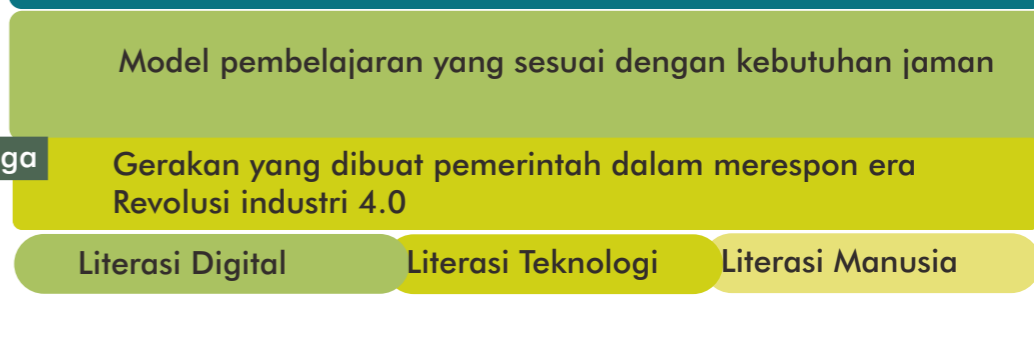 Model pembelajaran yang sesuai dengan kebutuhan jaman
ga
Gerakan yang dibuat pemerintah dalam merespon era
Revolusi industri 4.0
Literasi Digital
Literasi Teknologi
Literasi Manusia